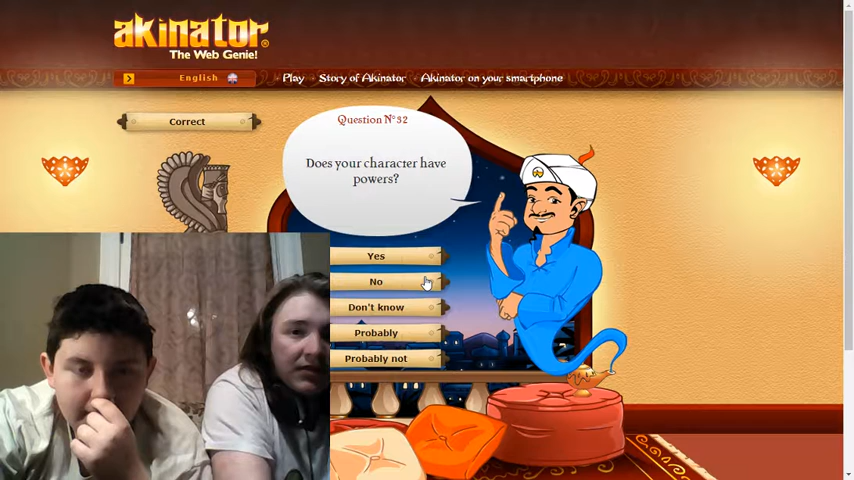 akinator®
The Web Genie!
English
Play
Story of Akinator
Akinator on your smartphone
Correct
Question N°32
Does your character have
powers?
Yes
No
Don't know
Probably
Probably not